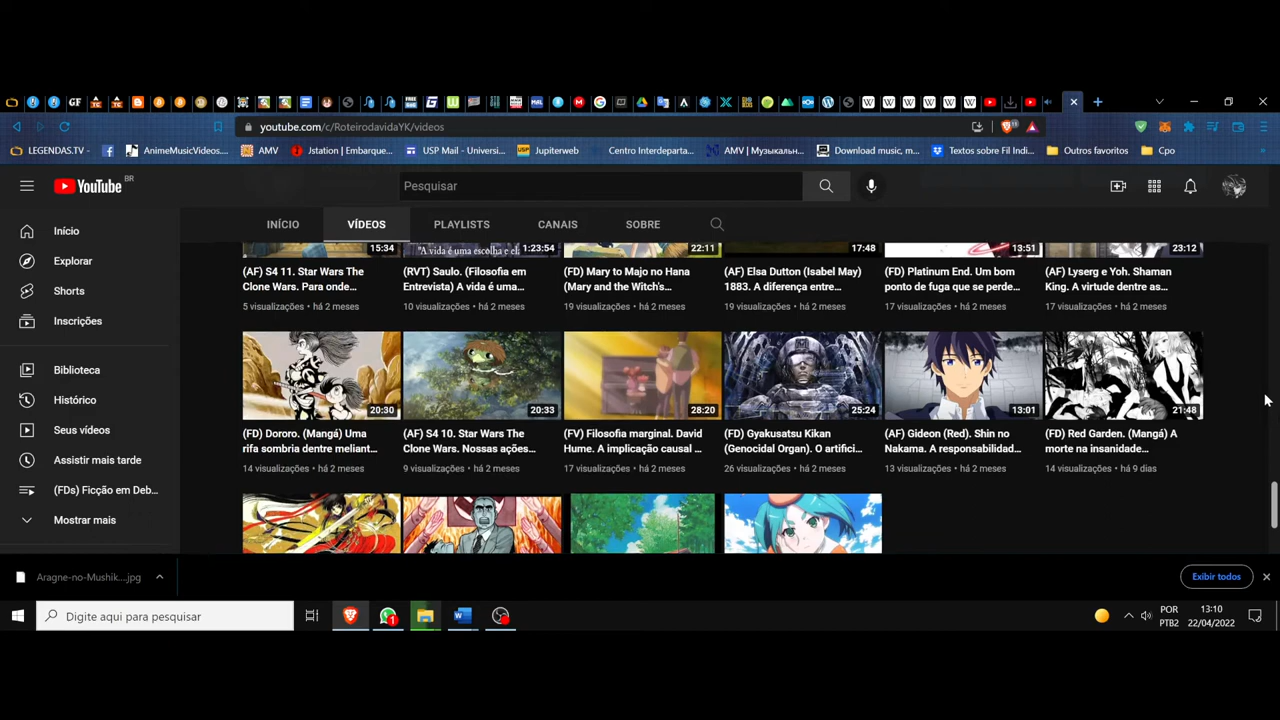 GF
MAL
youtube.com/c/RoteirodavidaYK/videos
11
LEGENDAS.TV -
AnimeMusicVideos...
AMV
Jstation | Embarque...
USP Mail - Universi...
Jupiterweb
Centro Interdeparta...
AMV | Музыкальн...
Download music, m...
Textos sobre Fil Indi...
Outros favoritos
Cpo
YouTube BR
Pesquisar
INÍCIO
VÍDEOS
PLAYLISTS
CANAIS
SOBRE
Início
Explorar
Shorts
Inscrições
Biblioteca
Histórico
Seus vídeos
Assistir mais tarde
(FDs) Ficção em Deb...
Mostrar mais
15:34
(AF) S4 11. Star Wars The
Clone Wars. Para onde...
5 visualizações • há 2 meses
"A vida é uma escolha e eli
1:23:54
(RVT) Saulo. (Filosofia em
Entrevista) A vida é uma...
10 visualizações • há 2 meses
22:11
(FD) Mary to Majo no Hana
(Mary and the Witch's...
19 visualizações • há 2 meses
17:48
(AF) Elsa Dutton (Isabel May)
1883. A diferença entre...
19 visualizações • há 2 meses
13:51
(FD) Platinum End. Um bom
ponto de fuga que se perde...
17 visualizações • há 2 meses
23:12
(AF) Lyserg e Yoh. Shaman
King. A virtude dentre as...
17 visualizações • há 2 meses
20:30
(FD) Dororo. (Mangá) Uma
rifa sombria dentre meliant...
14 visualizações • há 2 meses
20:33
(AF) S4 10. Star Wars The
Clone Wars. Nossas ações...
9 visualizações • há 2 meses
28:20
(FV) Filosofia marginal. David
Hume. A implicação causal ...
17 visualizações • há 2 meses
25:24
(FD) Gyakusatsu Kikan
(Genocidal Organ). O artifici...
26 visualizações • há 2 meses
13:01
(AF) Gideon (Red). Shin no
Nakama. A responsabilidad...
13 visualizações • há 2 meses
21:48
(FD) Red Garden. (Mangá) A
morte na insanidade...
14 visualizações • há 9 dias
Aragne-no-Mushik....jpg
Exibir todos
Digite aqui para pesquisar
1
POR
PTB2
13:10
22/04/2022